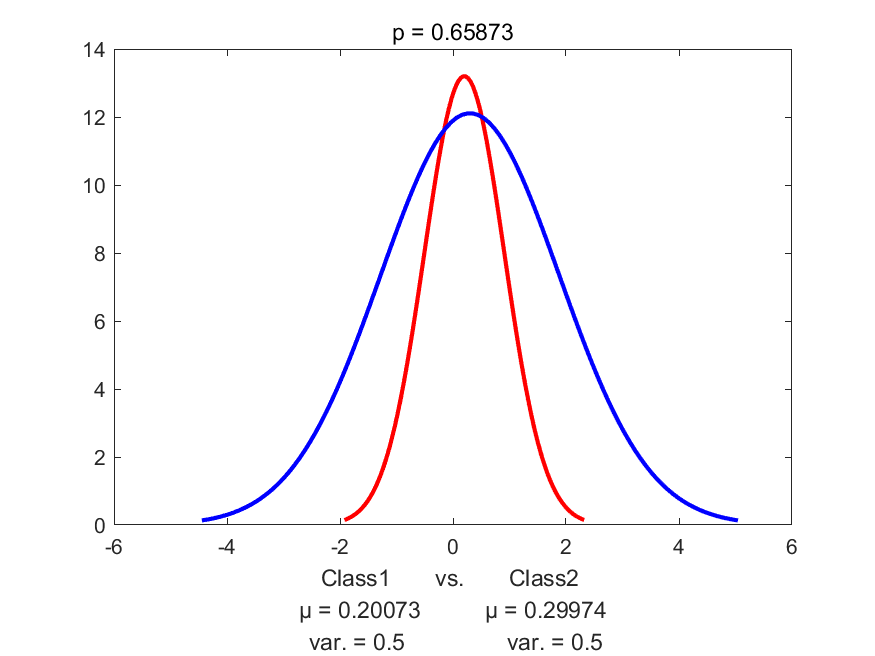 p = 0.65873
14
12
10
8
6
4
2
0
-6 -4 -2 0 2 4 6
Class1 vs. Class2
μ = 0.20073 μ = 0.29974
var. = 0.5 var. = 0.5